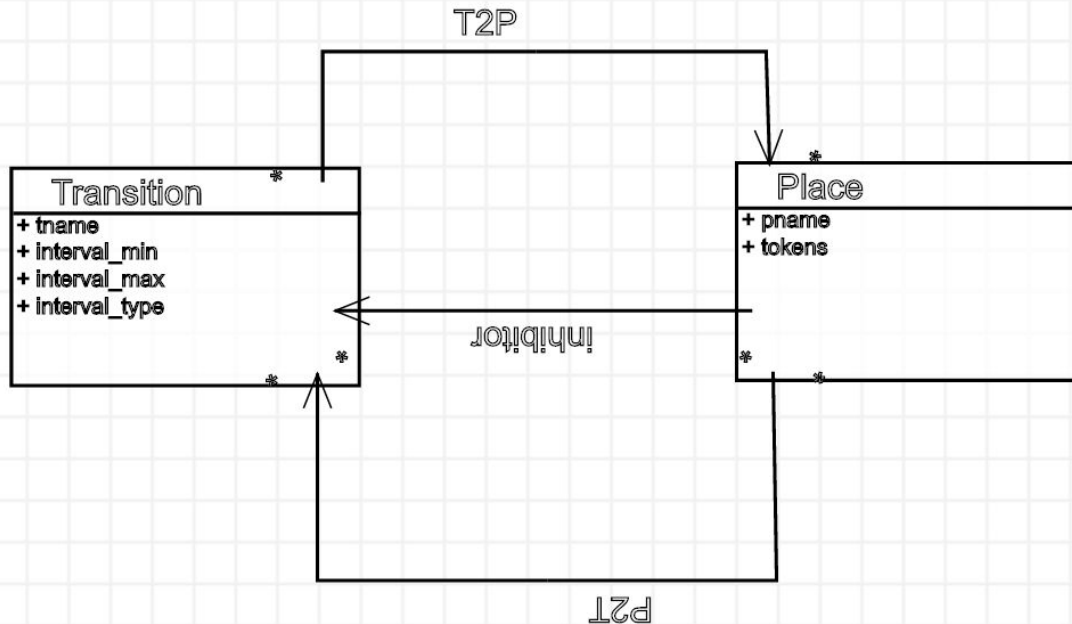 T2P
*
*
Transition
Place
+ tname
+ interval_min
+ interval_max
+ interval_type
+ pname
+ tokens
inhibitor
*
*
*
*
P2T